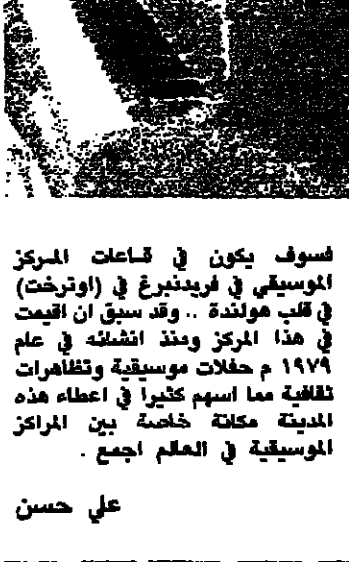 فسوف يكون في قاعات المركز
الموسيقي في فريدنبرغ في (اوترخت)
في قلب هولندة .. وقد سبق ان اقيمت
في هذا المركز ومنذ انشائه في عام
١٩٧٩ م حفلات موسيقية وتظاهرات
ثقافية مما اسهم كثيرا في اعطاء هذه
المدينة مكانة خاصة بين المراكز
الموسيقية في العالم اجمع .
علي حسن